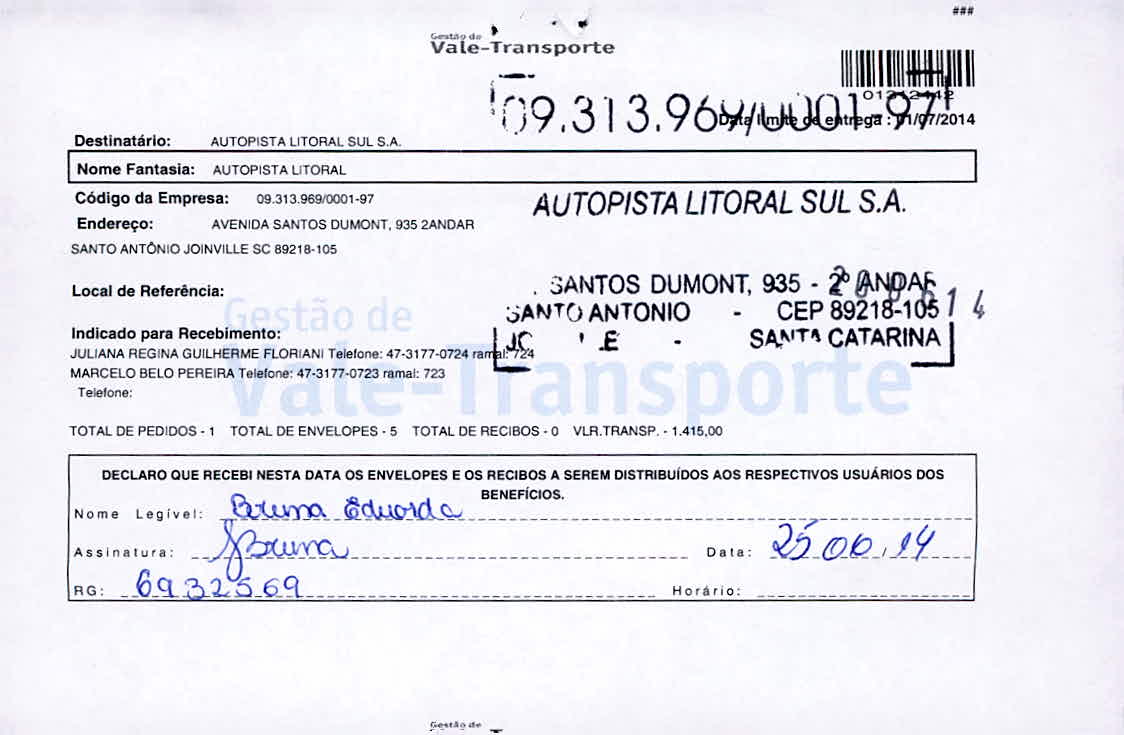 ###
Gestão de
Vale-Transporte
01242442
09.313.969/0001-97
Data limite de entrega : 01/07/2014
Destinatário: AUTOPISTA LITORAL SUL S.A.
Nome Fantasia: AUTOPISTA LITORAL
Código da Empresa: 09.313.969/0001-97
AUTOPISTA LITORAL SUL S.A.
Endereço: AVENIDA SANTOS DUMONT, 935 2ANDAR
SANTO ANTÔNIO JOINVILLE SC 89218-105
. SANTOS DUMONT, 935 - 2º ANDAR
Local de Referência:
SANTO ANTONIO - CEP 89218-105
Gestão de
Vale-Transporte
Indicado para Recebimento:
SANTA CATARINA
JULIANA REGINA GUILHERME FLORIANI Telefone: 47-3177-0724 ramal: 724
MARCELO BELO PEREIRA Telefone: 47-3177-0723 ramal: 723
Telefone:
TOTAL DE PEDIDOS - 1 TOTAL DE ENVELOPES - 5 TOTAL DE RECIBOS - 0 VLR.TRANSP. - 1.415,00
DECLARO QUE RECEBI NESTA DATA OS ENVELOPES E OS RECIBOS A SEREM DISTRIBUÍDOS AOS RESPECTIVOS USUÁRIOS DOS
BENEFÍCIOS.
Nome Legível: Bruna Eduarda
Assinatura: Bruna Data: 25/06/14
RG: 6932569 Horário:
Gestão de